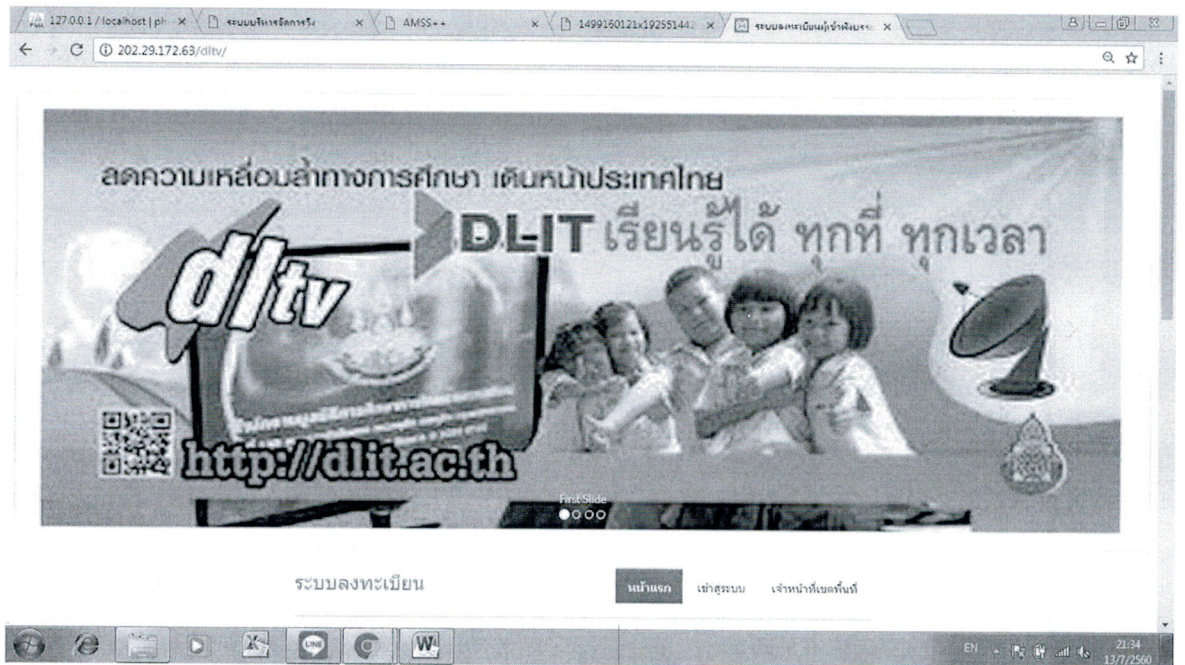 127.0.0.1 / localhost | ph
AMSS++
1499160121x192551442
202.29.172.63/dltv/
ลดความเหลื่อมล้ำทางการศึกษา เดินหน้าประเทศไทย
DLIT เรียนรู้ได้ ทุกที่ ทุกเวลา
dltv
http://dlit.ac.th
First Slide
ระบบลงทะเบียน
หน้าแรก เข้าสู่ระบบ เจ้าหน้าที่เขตพื้นที่
LINE
EN
21:34
13/7/2560